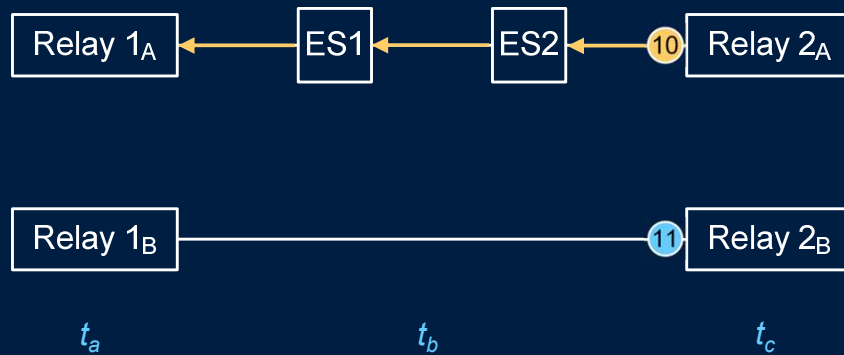 Relay 1A ES1 ES2 10 Relay 2A
Relay 1B 11 Relay 2B
ta tb tc